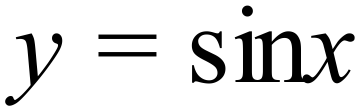 y = sinx